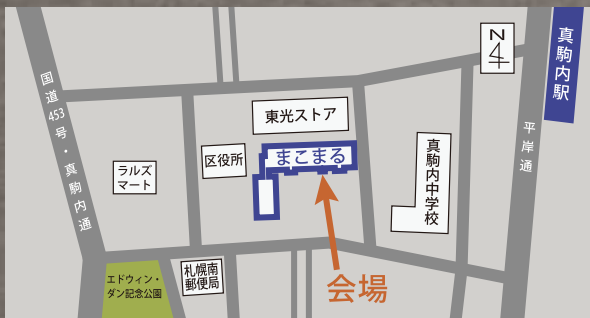 真駒内駅
N
国道453号・真駒内通
平岸通
東光ストア
区役所
まこまる
ラルズ
マート
真駒内中学校
札幌南
郵便局
エドウィン・
ダン記念公園
会場